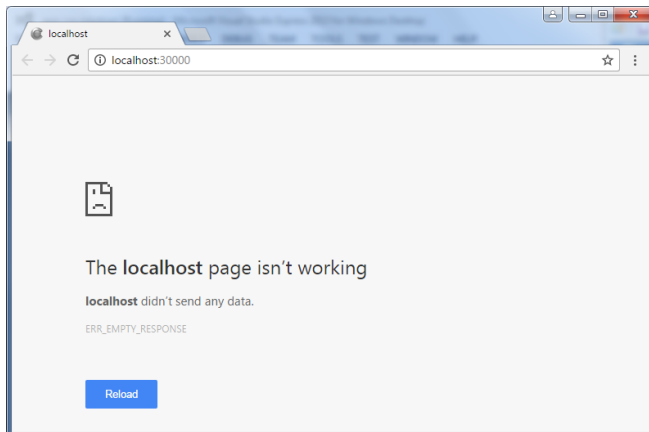 localhost
localhost:30000
The localhost page isn't working
localhost didn't send any data.
ERR_EMPTY_RESPONSE
Reload